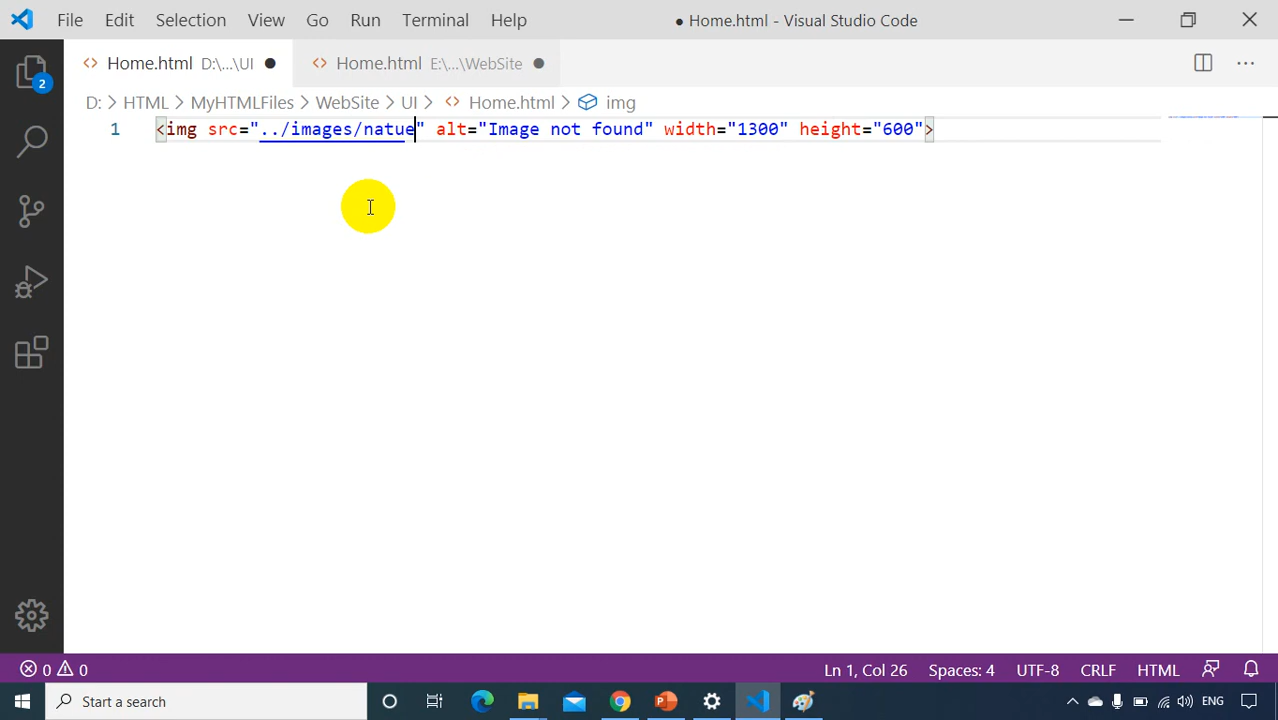 File Edit Selection View Go Run Terminal Help ● Home.html - Visual Studio Code
Home.html D:\...\UI ● Home.html E:\...\WebSite ●
2
D: > HTML > MyHTMLFiles > WebSite > UI > Home.html > img
1 <img src="../images/natue" alt="Image not found" width="1300" height="600">
0 0 Ln 1, Col 26 Spaces: 4 UTF-8 CRLF HTML
Start a search ENG